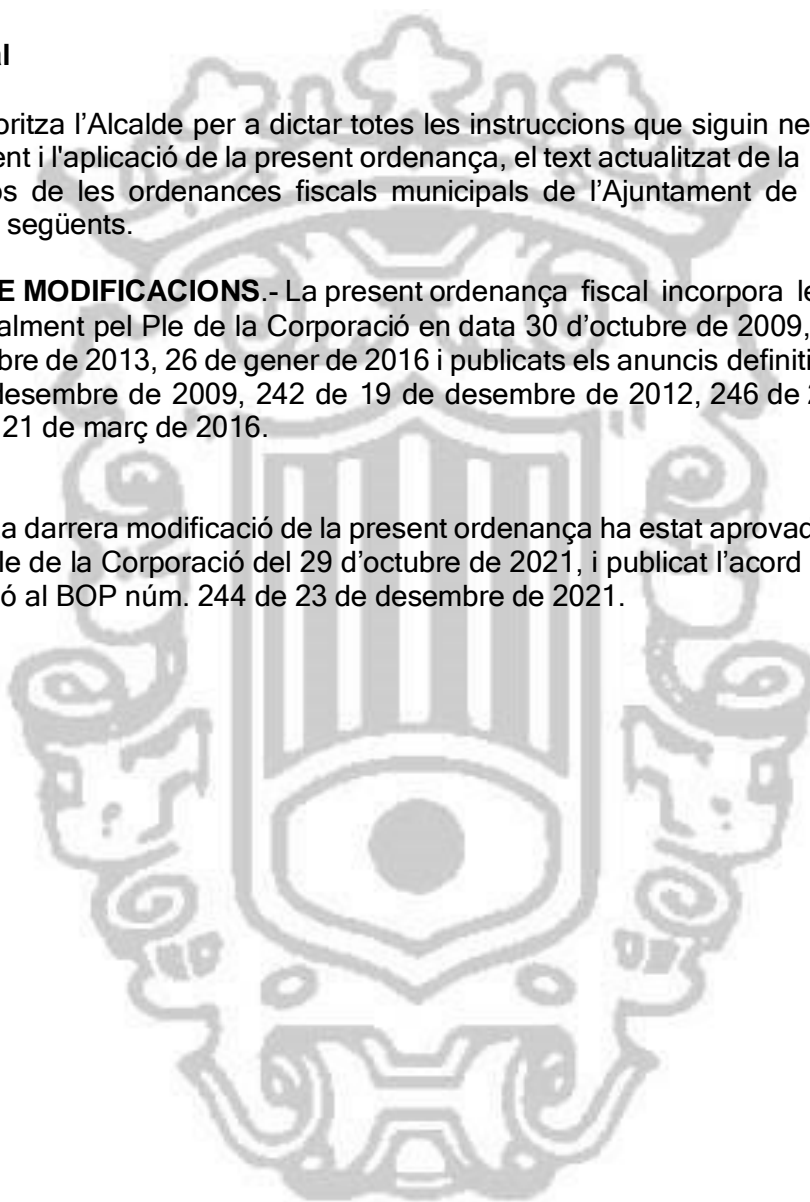 al
oritza l’Alcalde per a dictar totes les instruccions que siguin ne
ent i l'aplicació de la present ordenança, el text actualitzat de la
os de les ordenances fiscals municipals de l’Ajuntament de
següents.
E MODIFICACIONS.- La present ordenança fiscal incorpora le
alment pel Ple de la Corporació en data 30 d’octubre de 2009,
bre de 2013, 26 de gener de 2016 i publicats els anuncis definiti
desembre de 2009, 242 de 19 de desembre de 2012, 246 de 2
21 de març de 2016.
a darrera modificació de la present ordenança ha estat aprovad
le de la Corporació del 29 d’octubre de 2021, i publicat l’acord
ó al BOP núm. 244 de 23 de desembre de 2021.